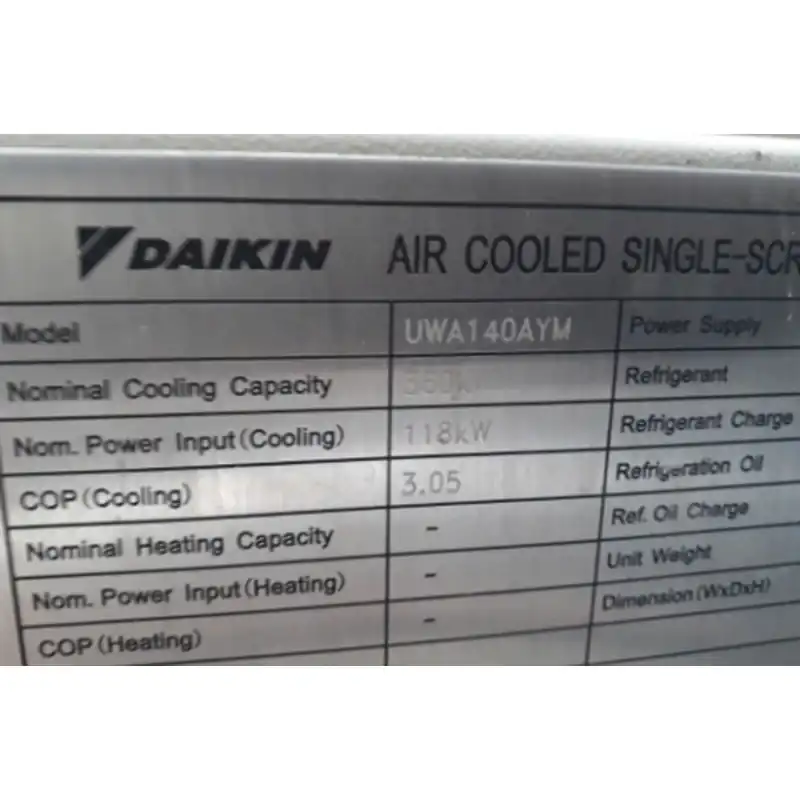 DAIKIN AIR COOLED SINGLE-SCR
Model UWA140AYM Power Supply
Nominal Cooling Capacity Refrigerant
Nom. Power Input(Cooling) 118kW Refrigerant Charge
COP(Cooling) 3.05 Refrigeration Oil
Nominal Heating Capacity - Ref. Oil Charge
Nom. Power Input(Heating) - Unit Weight
COP(Heating) - Dimension(WxDxH)